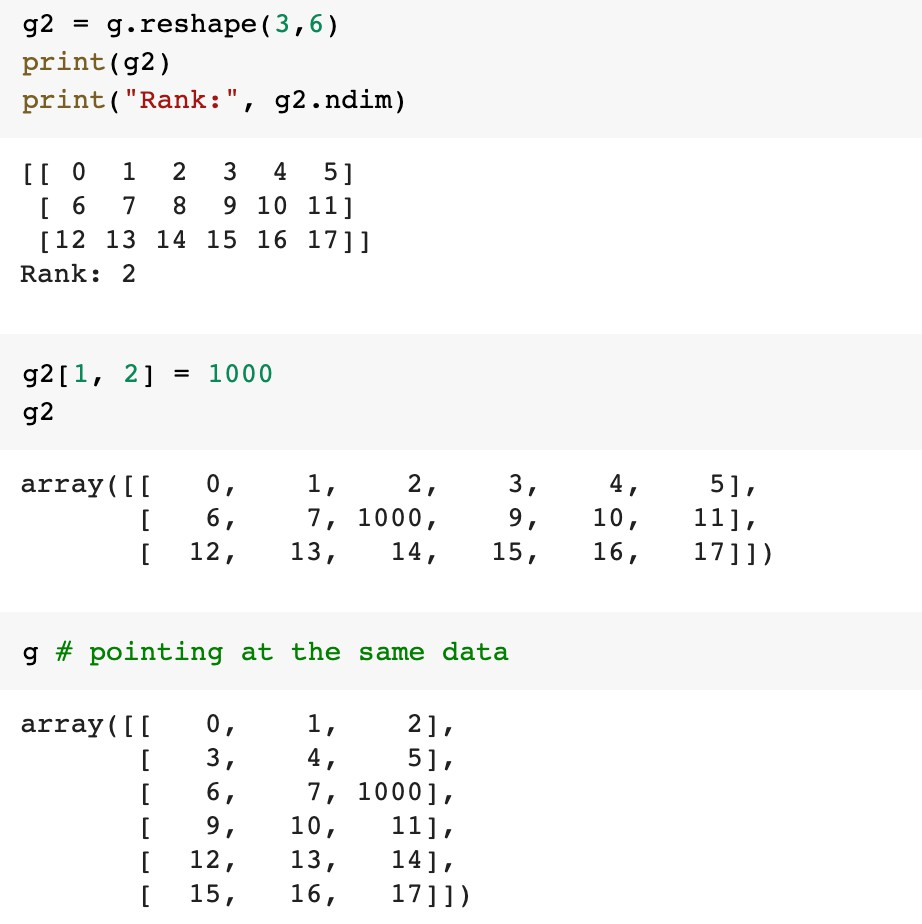 g2 = g.reshape(3,6)
print(g2)
print("Rank:", g2.ndim)
[[ 0  1  2  3  4  5]
 [ 6  7  8  9 10 11]
 [12 13 14 15 16 17]]
Rank: 2
g2[1, 2] = 1000
g2
array([[   0,    1,    2,    3,    4,    5],
       [   6,    7, 1000,    9,   10,   11],
       [  12,   13,   14,   15,   16,   17]])
g # pointing at the same data
array([[   0,    1,    2],
       [   3,    4,    5],
       [   6,    7, 1000],
       [   9,   10,   11],
       [  12,   13,   14],
       [  15,   16,   17]])